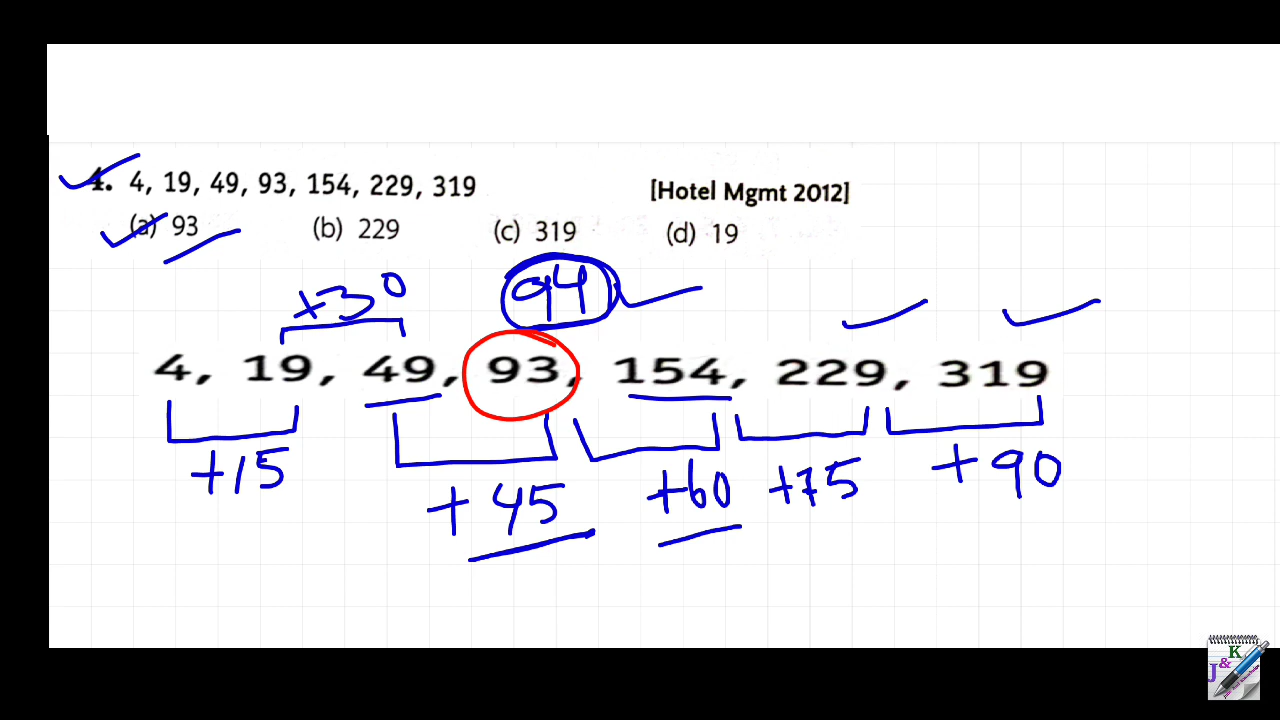 4. 4, 19, 49, 93, 154, 229, 319 [Hotel Mgmt 2012]
(a) 93 (b) 229 (c) 319 (d) 19
+30 94
4, 19, 49, 93, 154, 229, 319
+15 +45 +60 +75 +90
J&K